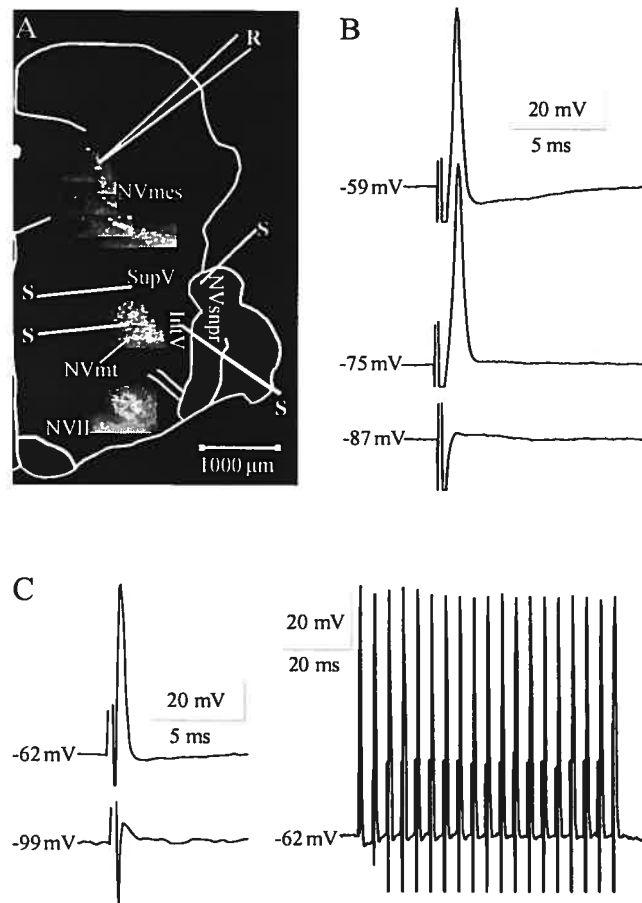 A
R
NVmes
S
SupV
S
S
NVsnpr
IntV
NVmt
S
NVII
1000 µm
B
20 mV
5 ms
-59 mV
-75 mV
-87 mV
C
20 mV
5 ms
-62 mV
-99 mV
20 mV
20 ms
-62 mV